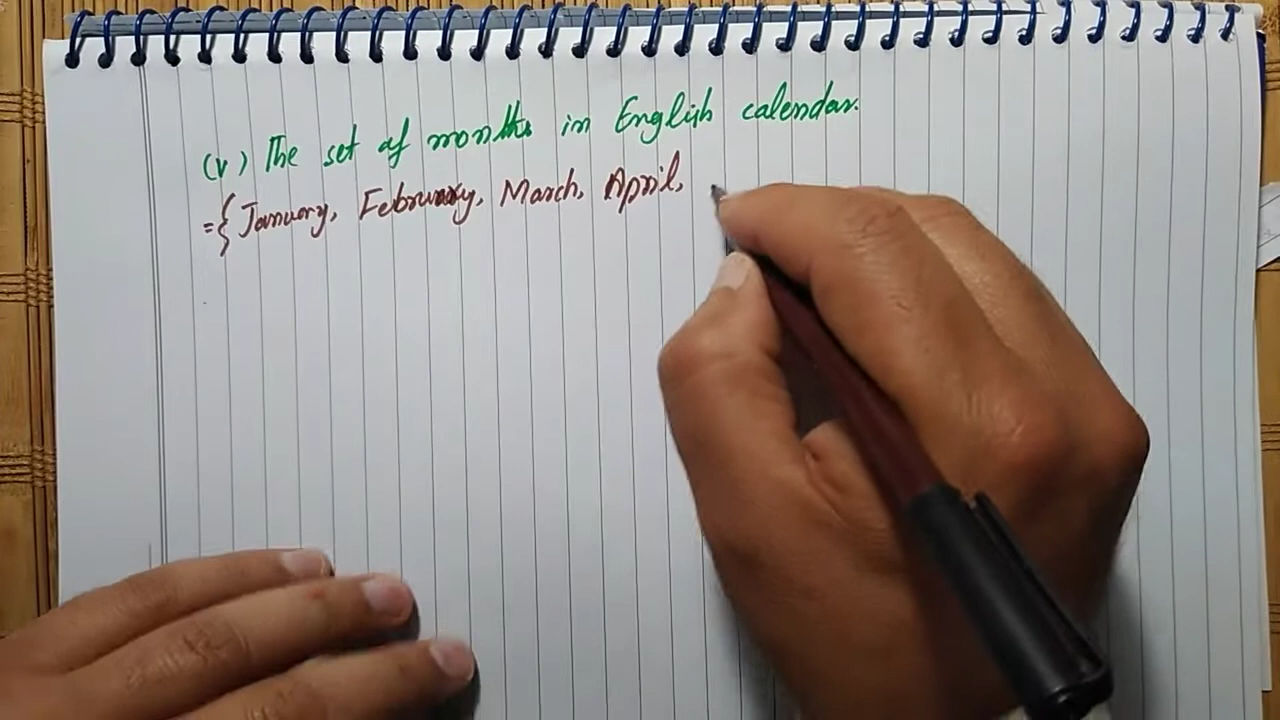 (v) The set of months in English calendar.
={ January, February, March, April,